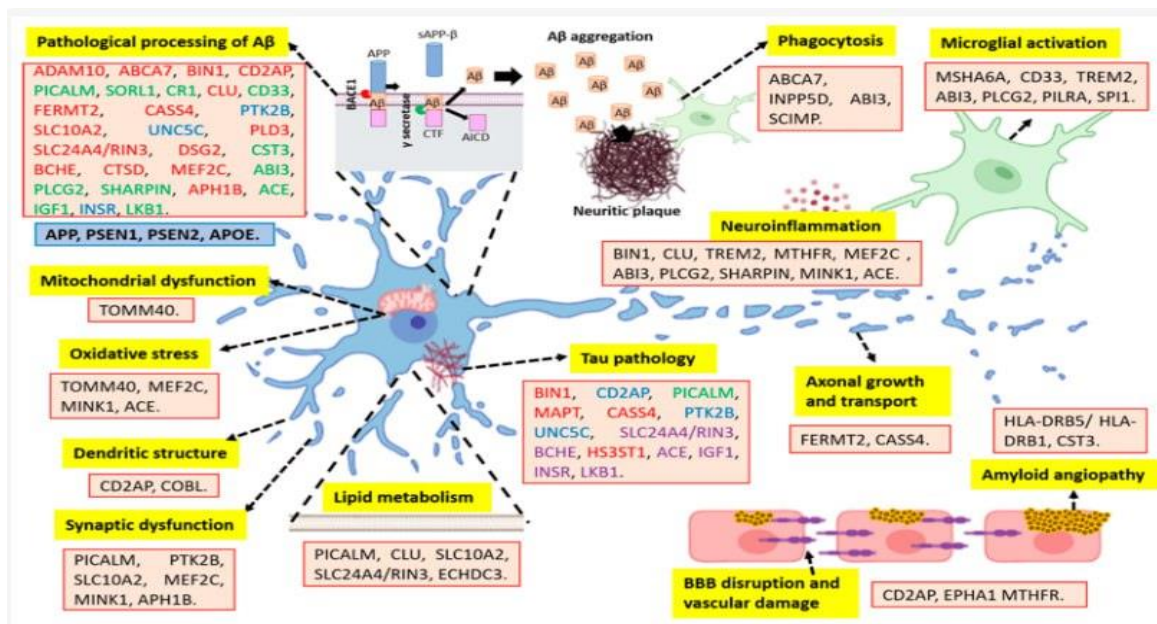 Pathological processing of Aβ
ADAM10, ABCA7, BIN1, CD2AP,
PICALM, SORL1, CR1, CLU, CD33,
FERMT2, CASS4, PTK2B,
SLC10A2, UNC5C, PLD3,
SLC24A4/RIN3, DSG2, CST3,
BCHE, CTSD, MEF2C, ABI3,
PLCG2, SHARPIN, APH1B, ACE,
IGF1, INSR, LKB1.
APP, PSEN1, PSEN2, APOE.
sAPP-β
APP
Aβ
BACE1
Aβ
Aβ
γ secretase
CTF
AICD
Aβ aggregation
Aβ
Aβ
Aβ
Aβ
Aβ
Aβ
Aβ
Aβ
Neuritic plaque
Phagocytosis
ABCA7,
INPP5D, ABI3,
SCIMP.
Microglial activation
MSHA6A, CD33, TREM2,
ABI3, PLCG2, PILRA, SPI1.
Neuroinflammation
BIN1, CLU, TREM2, MTHFR, MEF2C ,
ABI3, PLCG2, SHARPIN, MINK1, ACE.
Mitochondrial dysfunction
TOMM40.
Oxidative stress
TOMM40, MEF2C,
MINK1, ACE.
Dendritic structure
CD2AP, COBL.
Synaptic dysfunction
PICALM, PTK2B,
SLC10A2, MEF2C,
MINK1, APH1B.
Lipid metabolism
PICALM, CLU, SLC10A2,
SLC24A4/RIN3, ECHDC3.
Tau pathology
BIN1, CD2AP, PICALM,
MAPT, CASS4, PTK2B,
UNC5C, SLC24A4/RIN3,
BCHE, HS3ST1, ACE, IGF1,
INSR, LKB1.
Axonal growth
and transport
FERMT2, CASS4.
HLA-DRB5/ HLA-
DRB1, CST3.
Amyloid angiopathy
BBB disruption and
vascular damage
CD2AP, EPHA1 MTHFR.